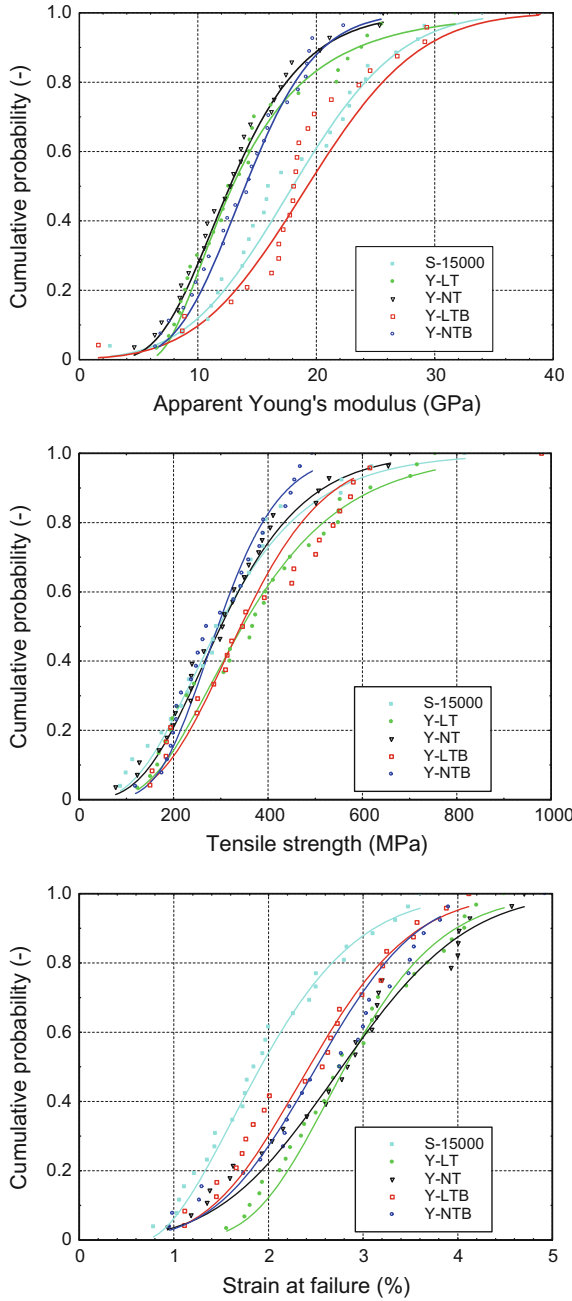 Cumulative probability (-)
1.0
0.8
0.6
0.4
0.2
0
S-15000
Y-LT
Y-NT
Y-LTB
Y-NTB
0
10
20
30
40
Apparent Young's modulus (GPa)
Cumulative probability (-)
1.0
0.8
0.6
0.4
0.2
0
S-15000
Y-LT
Y-NT
Y-LTB
Y-NTB
0
200
400
600
800
1000
Tensile strength (MPa)
Cumulative probability (-)
1.0
0.8
0.6
0.4
0.2
0
S-15000
Y-LT
Y-NT
Y-LTB
Y-NTB
0
1
2
3
4
5
Strain at failure (%)